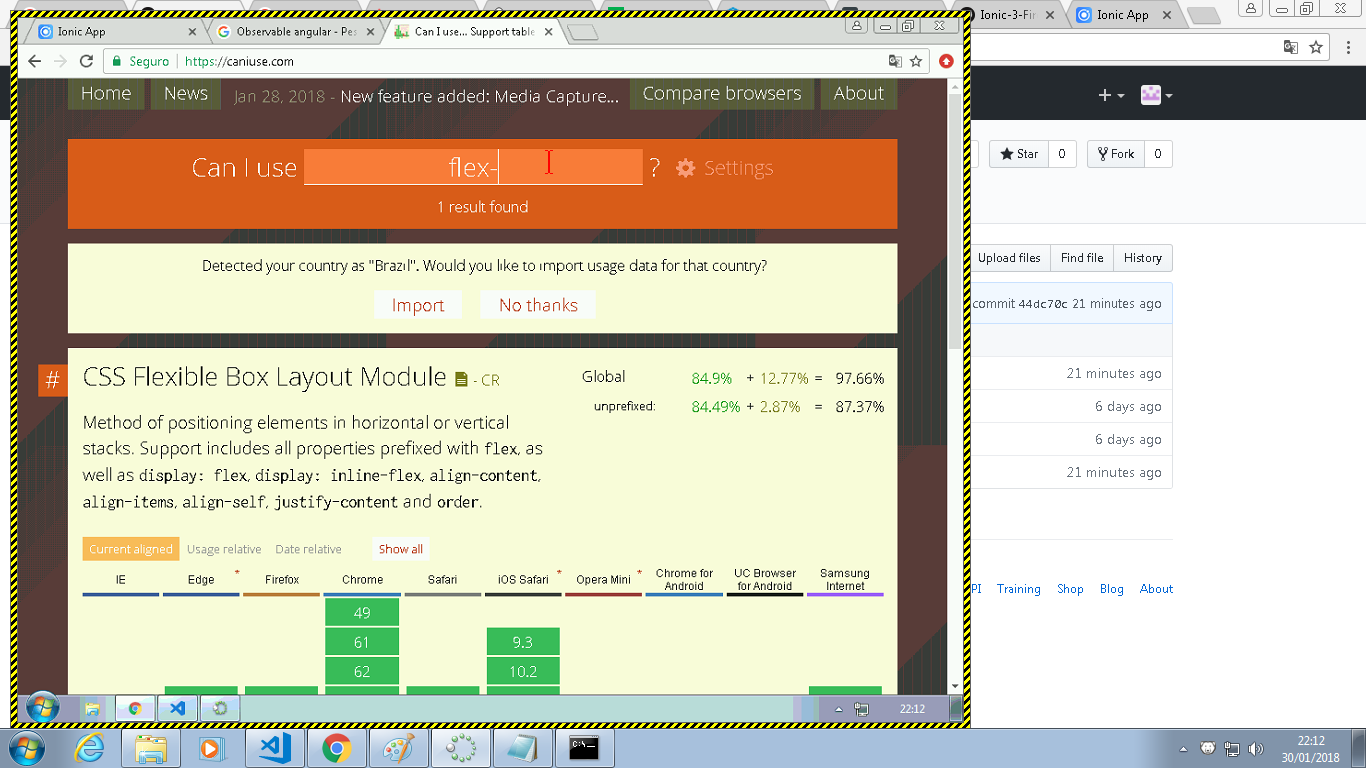 Ionic App
Observable angular - Pes
Can I use... Support table
Ionic-3-Fir
Ionic App
Seguro
https://caniuse.com
Home
News
Jan 28, 2018 - New feature added: Media Capture...
Compare browsers
About
Can I use flex- ? Settings
1 result found
Star 0
Fork 0
Detected your country as "Brazil". Would you like to import usage data for that country?
Import
No thanks
Upload files
Find file
History
commit 44dc70c 21 minutes ago
21 minutes ago
6 days ago
6 days ago
21 minutes ago
# CSS Flexible Box Layout Module - CR
Global 84.9% + 12.77% = 97.66%
unprefixed: 84.49% + 2.87% = 87.37%
Method of positioning elements in horizontal or vertical
stacks. Support includes all properties prefixed with flex, as
well as display: flex, display: inline-flex, align-content,
align-items, align-self, justify-content and order.
Current aligned
Usage relative
Date relative
Show all
IE
Edge *
Firefox
Chrome
Safari
iOS Safari *
Opera Mini *
Chrome for
Android
UC Browser
for Android
Samsung
Internet
49
61
9.3
62
10.2
PI
Training
Shop
Blog
About
22:12
22:12
30/01/2018